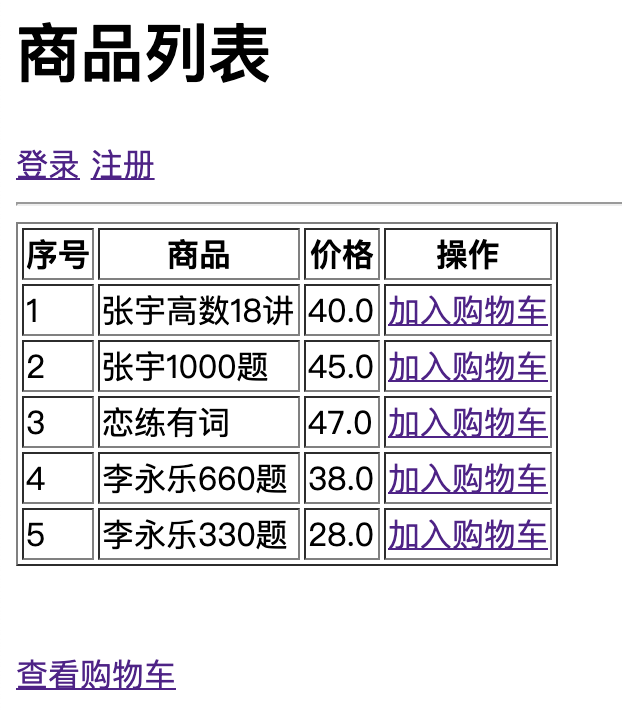 商品列表
登录 注册
序号 商品 价格 操作
1 张宇高数18讲 40.0 加入购物车
2 张宇1000题 45.0 加入购物车
3 恋练有词 47.0 加入购物车
4 李永乐660题 38.0 加入购物车
5 李永乐330题 28.0 加入购物车
查看购物车